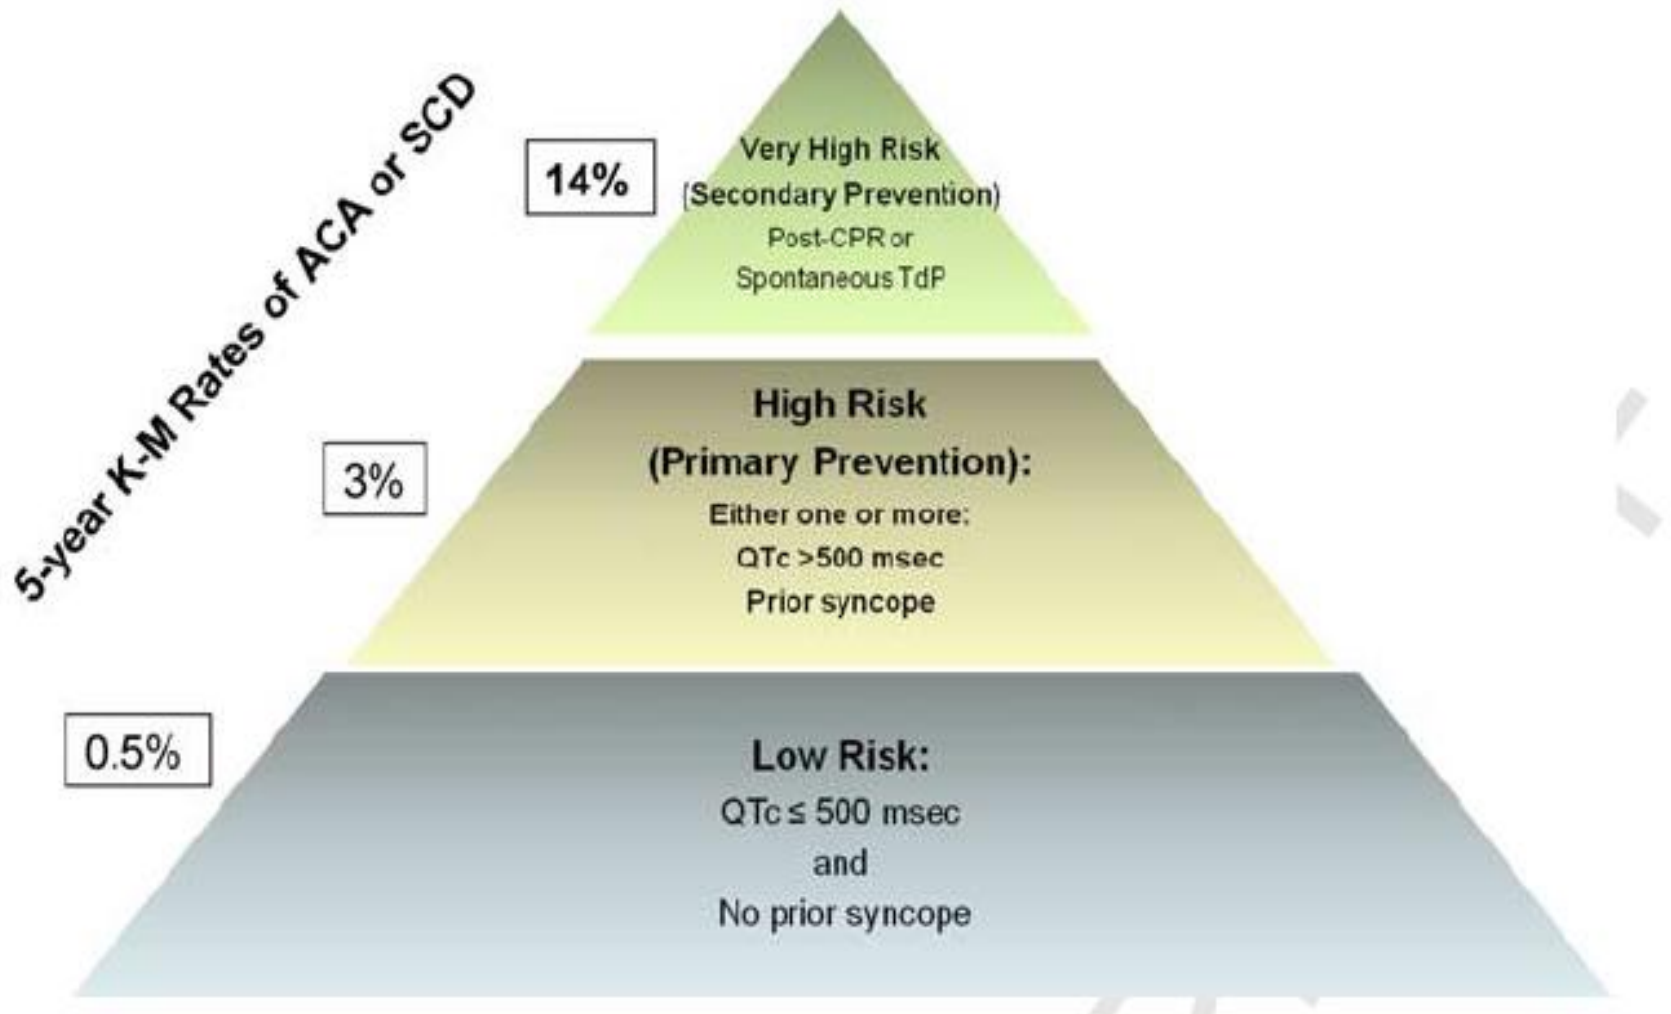 5-year K-M Rates of ACA or SCD
14%
Very High Risk
(Secondary Prevention)
Post-CPR or
Spontaneous TdP
3%
High Risk
(Primary Prevention):
Either one or more:
QTc >500 msec
Prior syncope
0.5%
Low Risk:
QTc ≤ 500 msec
and
No prior syncope